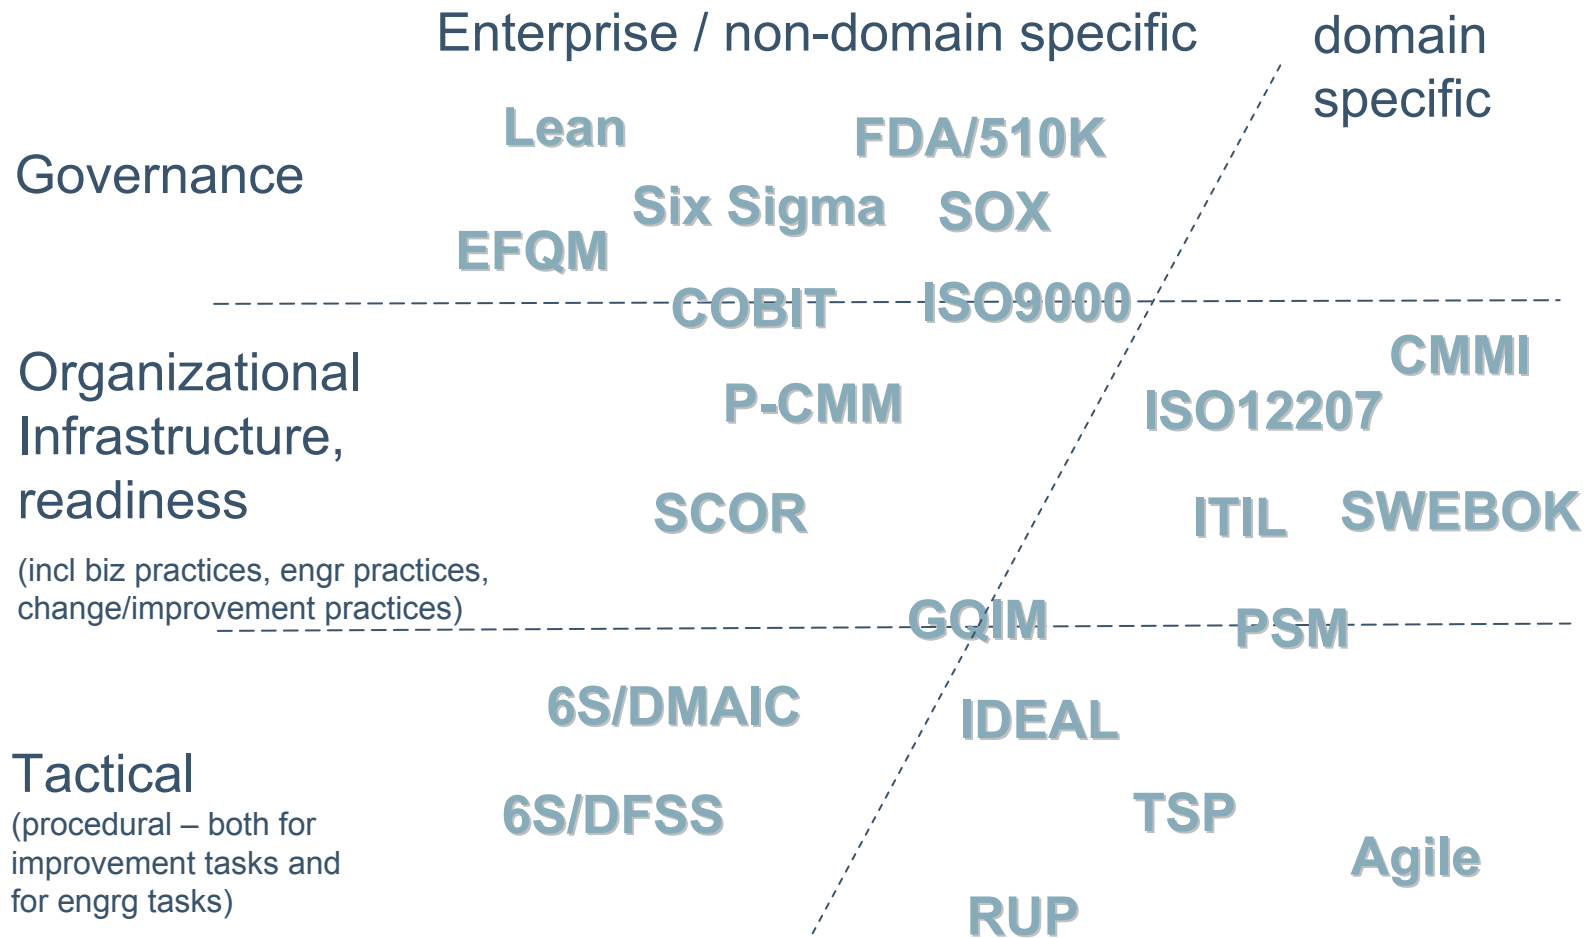 Enterprise / non-domain specific
domain
specific
Governance
Lean
FDA/510K
Six Sigma
SOX
EFQM
COBIT
ISO9000
Organizational
Infrastructure,
readiness
(incl biz practices, engr practices,
change/improvement practices)
CMMI
P-CMM
ISO12207
SCOR
ITIL
SWEBOK
GQIM
PSM
Tactical
(procedural – both for
improvement tasks and
for engrg tasks)
6S/DMAIC
IDEAL
6S/DFSS
TSP
Agile
RUP